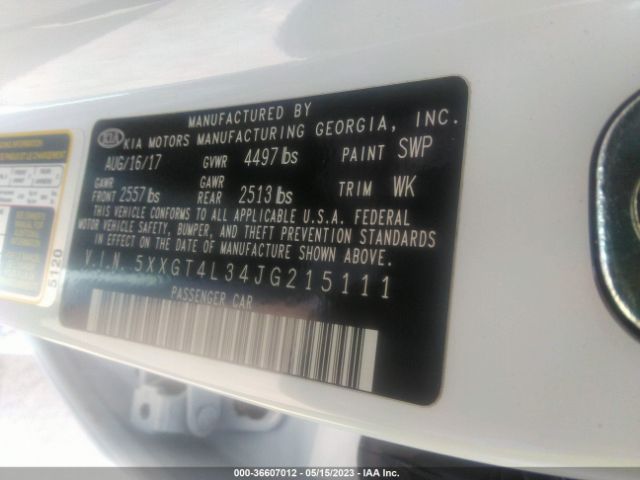 MANUFACTURED BY
KIA KIA MOTORS MANUFACTURING GEORGIA, INC.
AUG/16/17 GVWR 4497 lbs PAINT SWP
GAWR FRONT 2557 lbs GAWR REAR 2513 lbs TRIM WK
THIS VEHICLE CONFORMS TO ALL APPLICABLE U.S.A. FEDERAL
MOTOR VEHICLE SAFETY, BUMPER, AND THEFT PREVENTION STANDARDS
IN EFFECT ON THE DATE OF MANUFACTURE SHOWN ABOVE.
V.I.N. 5XXGT4L34JG215111
PASSENGER CAR
5120
000-36607012 - 05/15/2023 - IAA Inc.